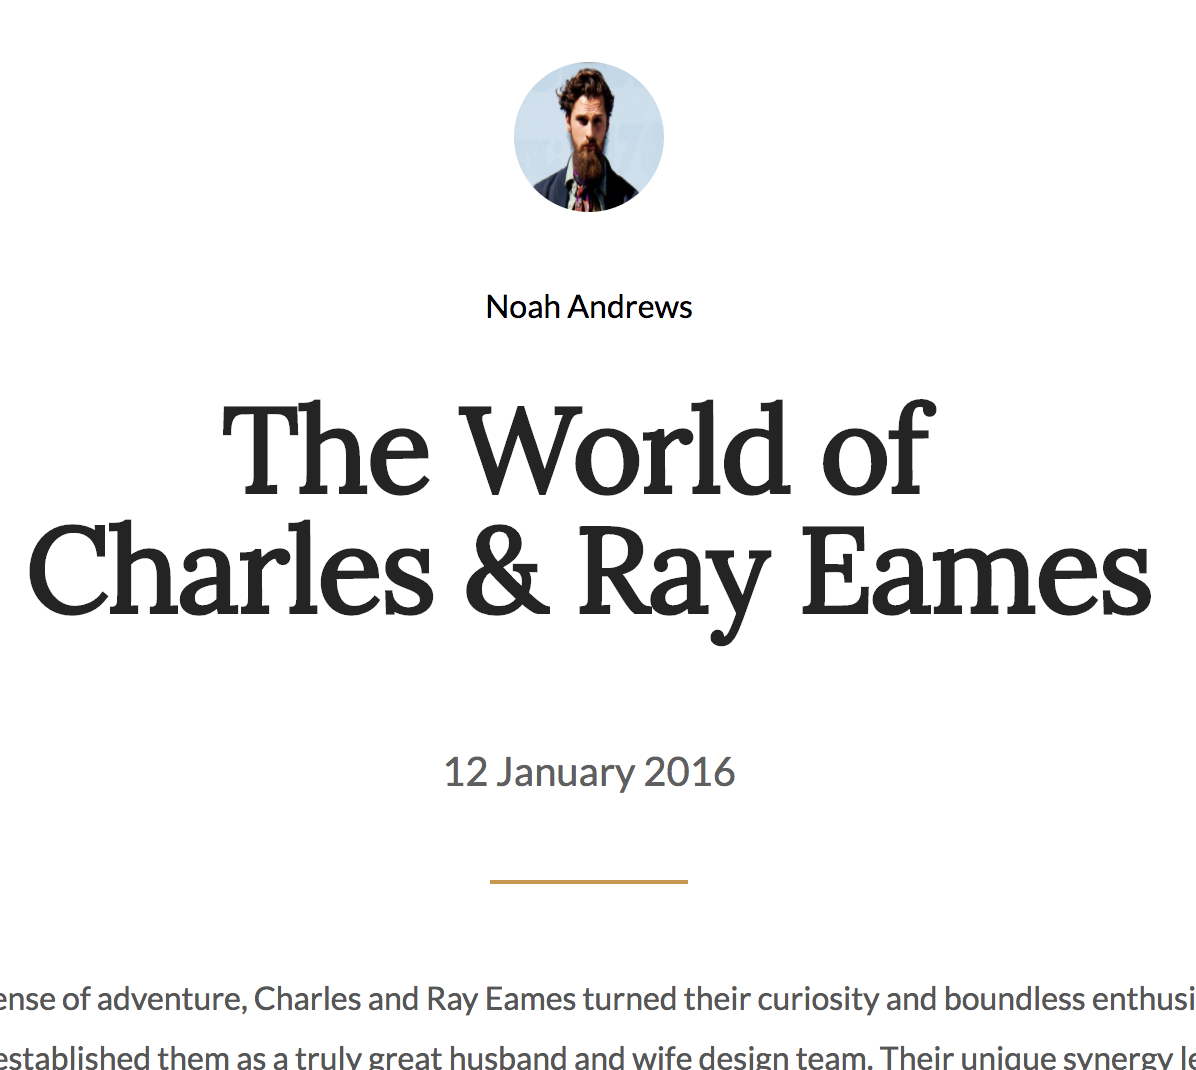 Noah Andrews
The World of
Charles & Ray Eames
12 January 2016
ense of adventure, Charles and Ray Eames turned their curiosity and boundless enthusi
established them as a truly great husband and wife design team. Their unique synergy le